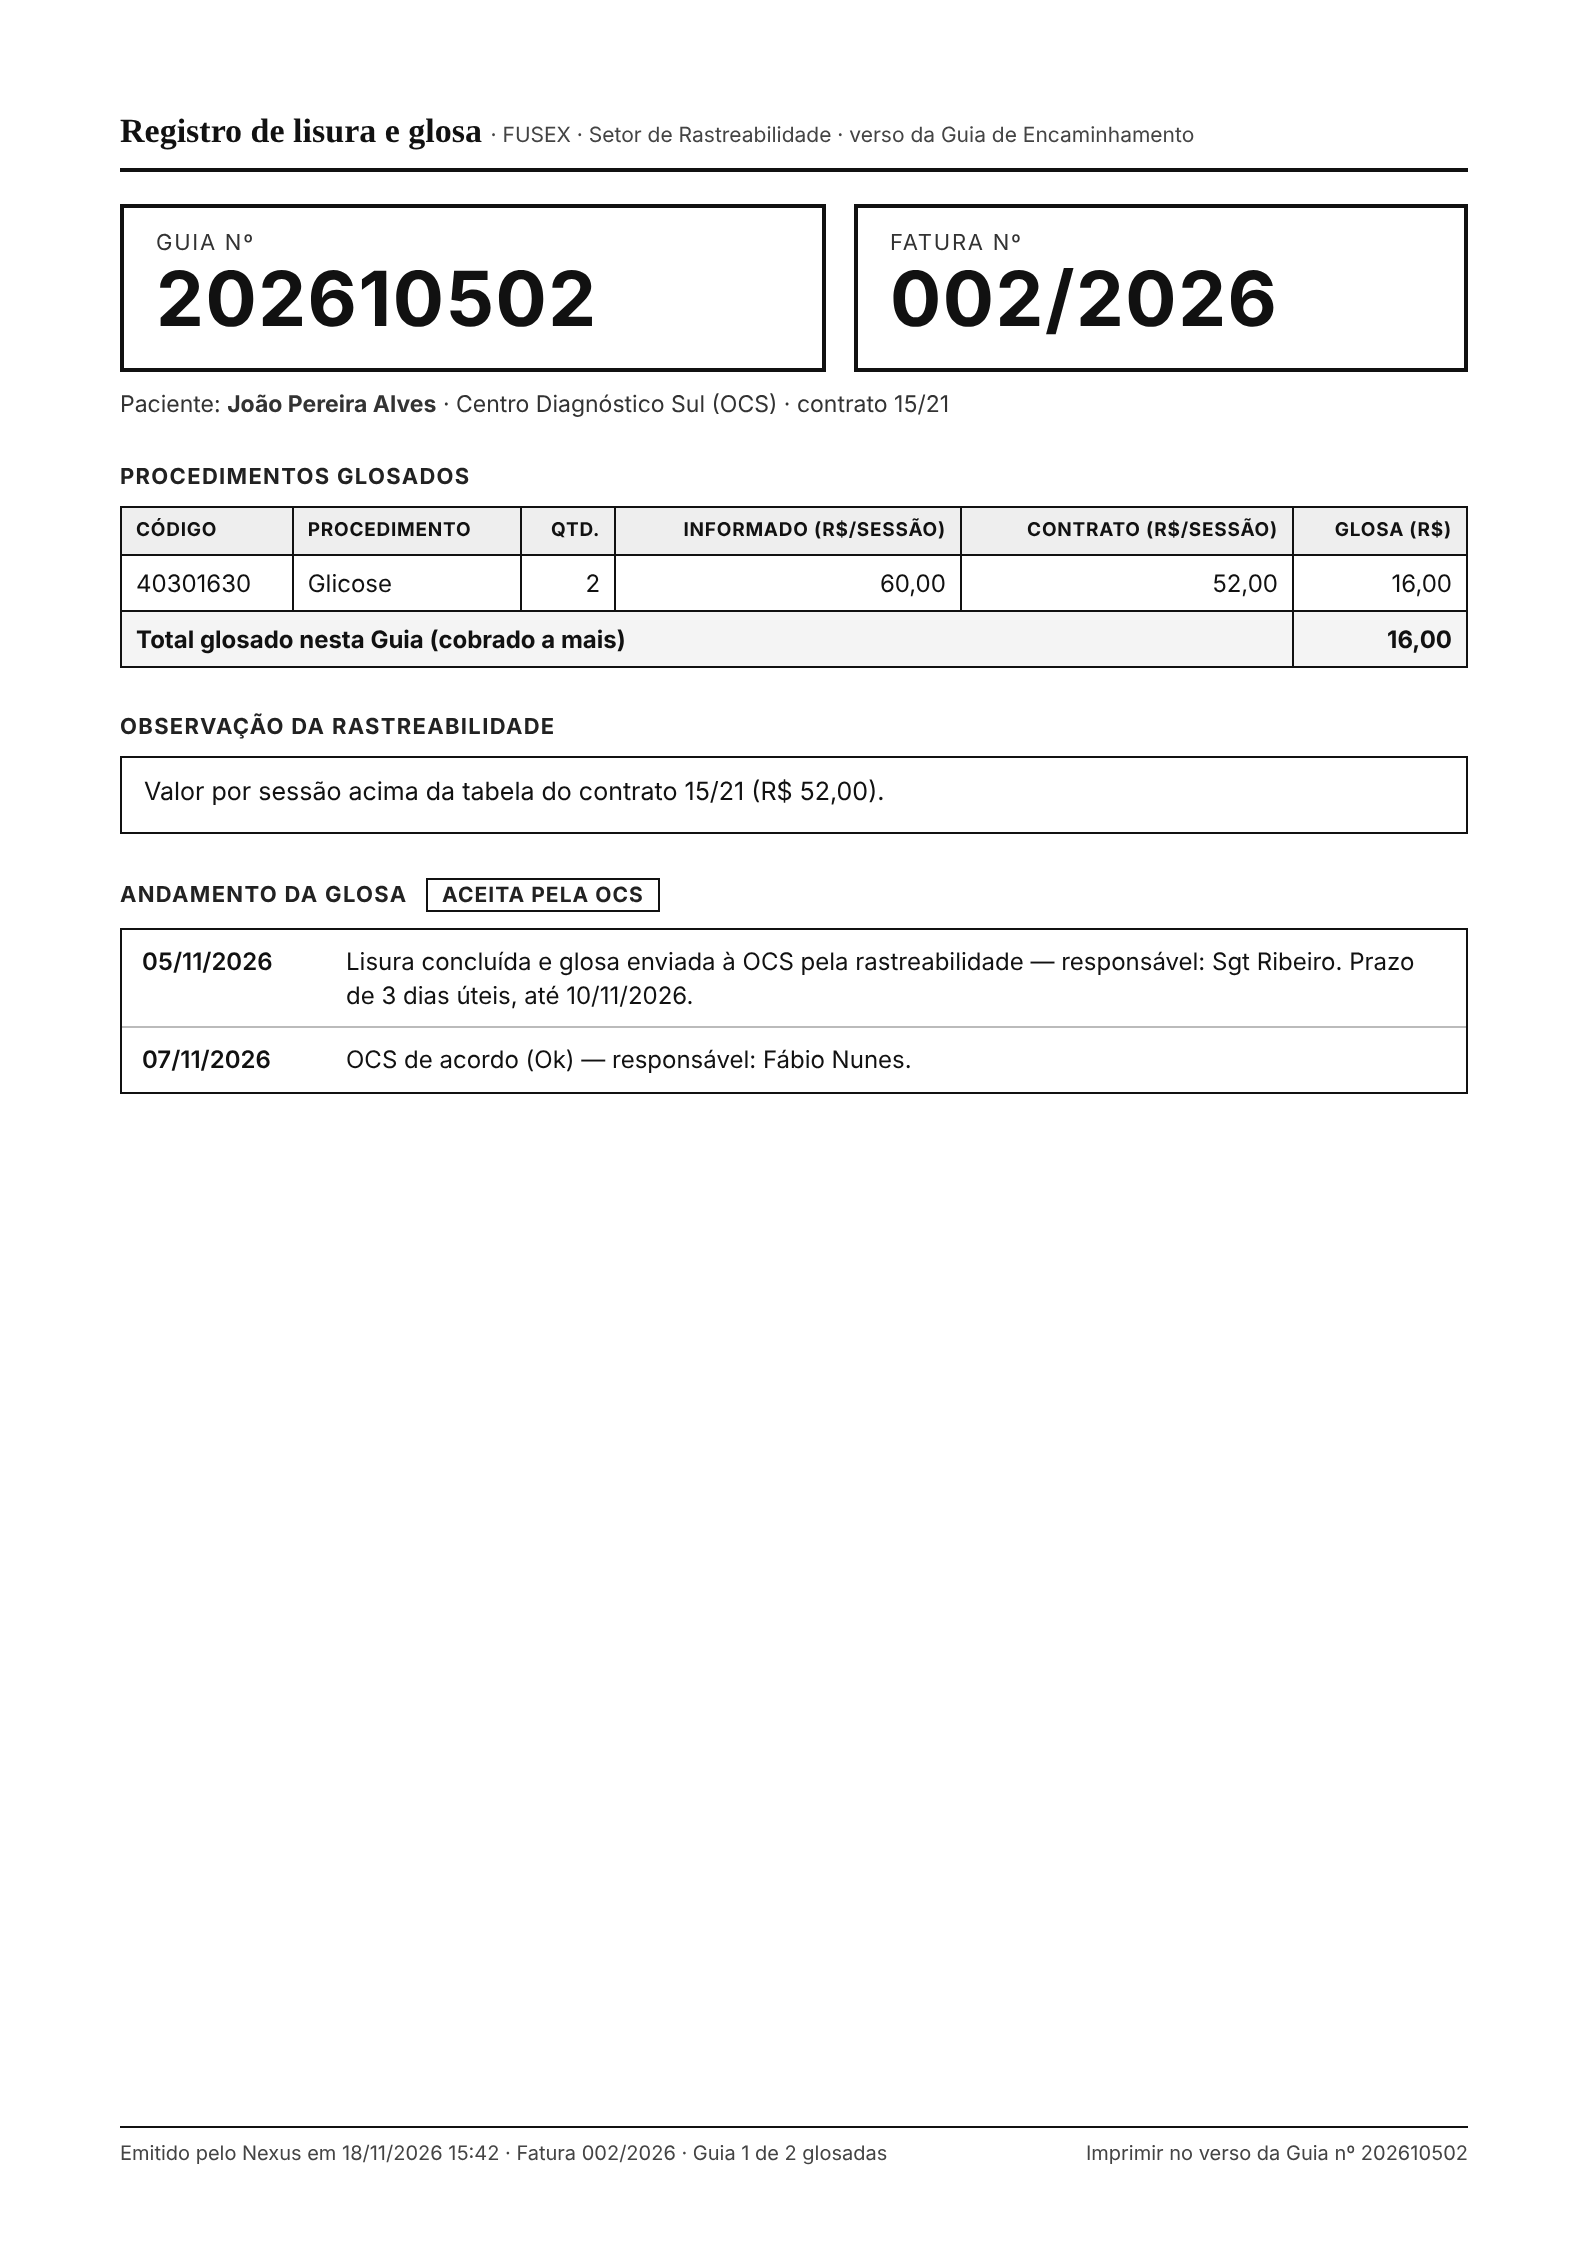 Registro de lisura e glosa · FUSEX · Setor de Rastreabilidade · verso da Guia de Encaminhamento
GUIA Nº
202610502
FATURA Nº
002/2026
Paciente: João Pereira Alves · Centro Diagnóstico Sul (OCS) · contrato 15/21
PROCEDIMENTOS GLOSADOS
CÓDIGO PROCEDIMENTO QTD. INFORMADO (R$/SESSÃO) CONTRATO (R$/SESSÃO) GLOSA (R$)
40301630 Glicose 2 60,00 52,00 16,00
Total glosado nesta Guia (cobrado a mais) 16,00
OBSERVAÇÃO DA RASTREABILIDADE
Valor por sessão acima da tabela do contrato 15/21 (R$ 52,00).
ANDAMENTO DA GLOSA ACEITA PELA OCS
05/11/2026 Lisura concluída e glosa enviada à OCS pela rastreabilidade — responsável: Sgt Ribeiro. Prazo
de 3 dias úteis, até 10/11/2026.
07/11/2026 OCS de acordo (Ok) — responsável: Fábio Nunes.
Emitido pelo Nexus em 18/11/2026 15:42 · Fatura 002/2026 · Guia 1 de 2 glosadas Imprimir no verso da Guia nº 202610502